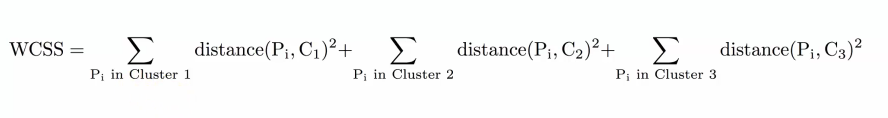 WCSS = ∑ distance(Pᵢ, C₁)² + ∑ distance(Pᵢ, C₂)² + ∑ distance(Pᵢ, C₃)²
Pᵢ in Cluster 1 Pᵢ in Cluster 2 Pᵢ in Cluster 3